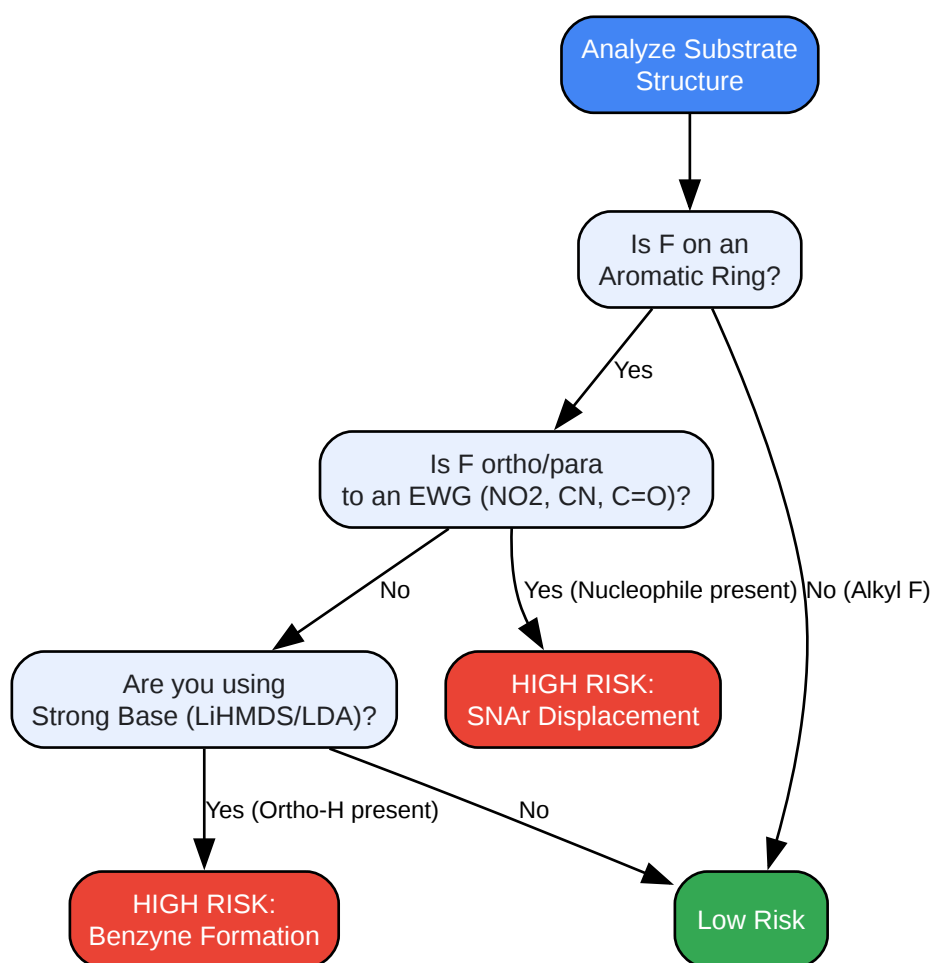 Analyze Substrate
Structure
Is F on an
Aromatic Ring?
Yes
Is F ortho/para
to an EWG (NO2, CN, C=O)?
No
Yes (Nucleophile present)
No (Alkyl F)
Are you using
Strong Base (LiHMDS/LDA)?
HIGH RISK:
SNAr Displacement
Yes (Ortho-H present)
No
HIGH RISK:
Benzyne Formation
Low Risk